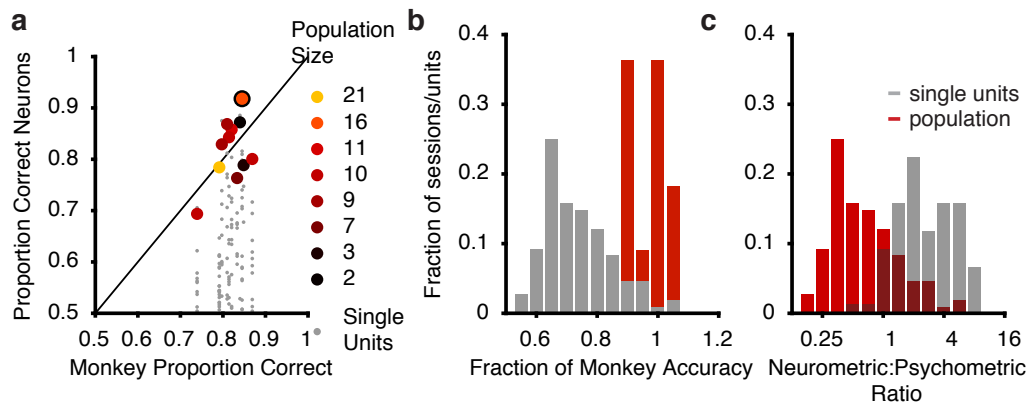 a
Population
Size
Proportion Correct Neurons
1
0.9
0.8
0.7
0.6
0.5
0.5
0.6
0.7
0.8
0.9
1
Monkey Proportion Correct
21
16
11
10
9
7
3
2
Single
Units
b
Fraction of sessions/units
0.4
0.3
0.2
0.1
0
0.6
0.8
1
1.2
Fraction of Monkey Accuracy
c
0.4
0.3
0.2
0.1
0
single units
population
0.25
1
4
16
Neurometric:Psychometric
Ratio